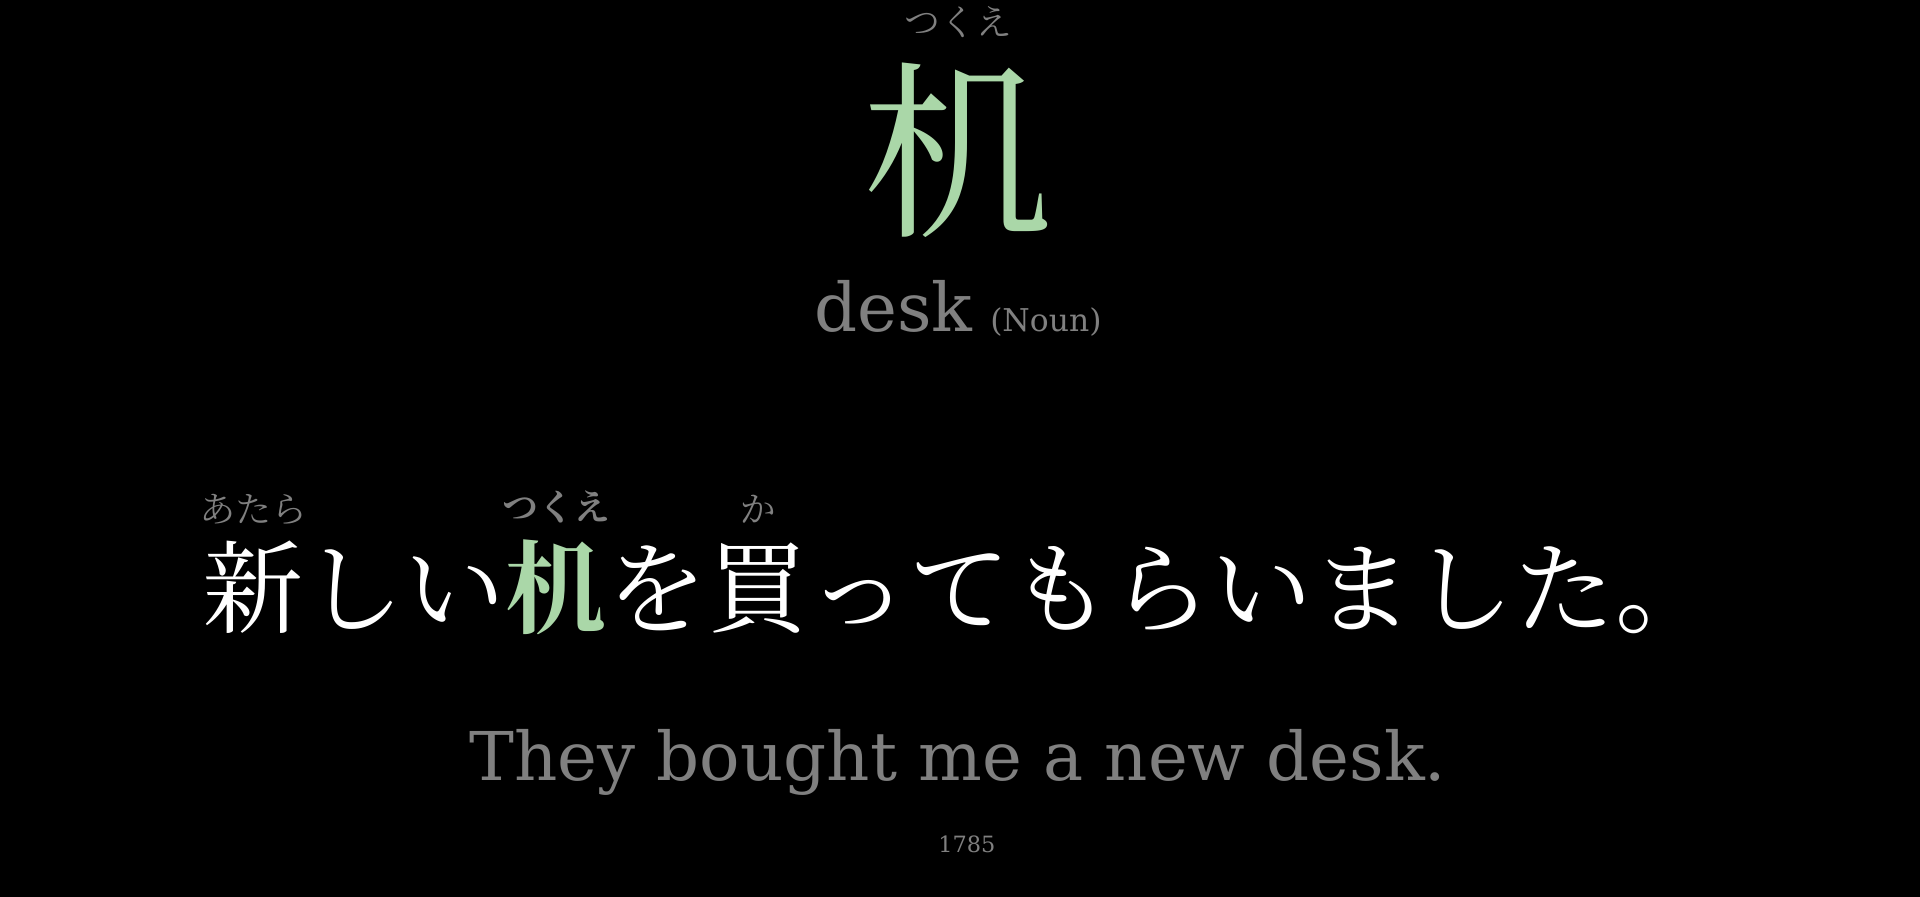 つくえ
机
desk (Noun)
あたら つくえ か
新しい机を買ってもらいました。
They bought me a new desk.
1785